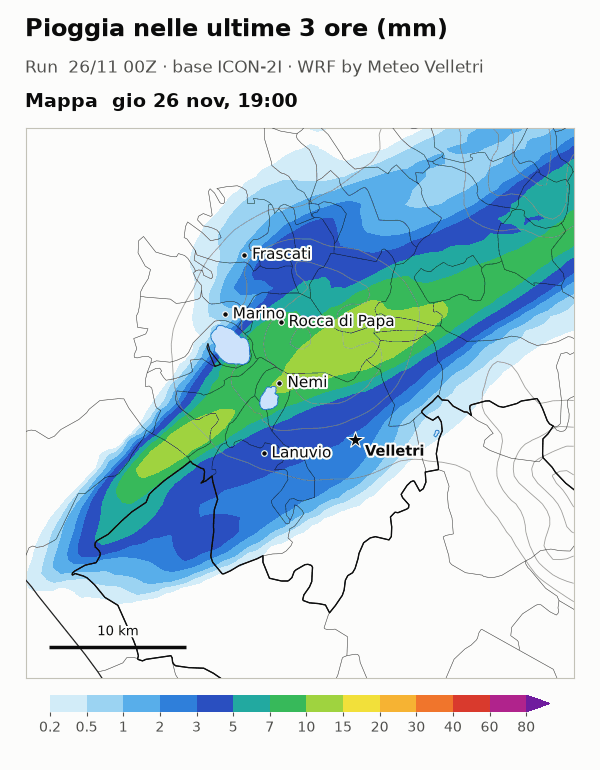 Pioggia nelle ultime 3 ore (mm)
Run  26/11 00Z · base ICON-2I · WRF by Meteo Velletri
Mappa  gio 26 nov, 19:00
Frascati
Marino
Rocca di Papa
Nemi
Velletri
Lanuvio
10 km
0.2 0.5 1 2 3 5 7 10 15 20 30 40 60 80